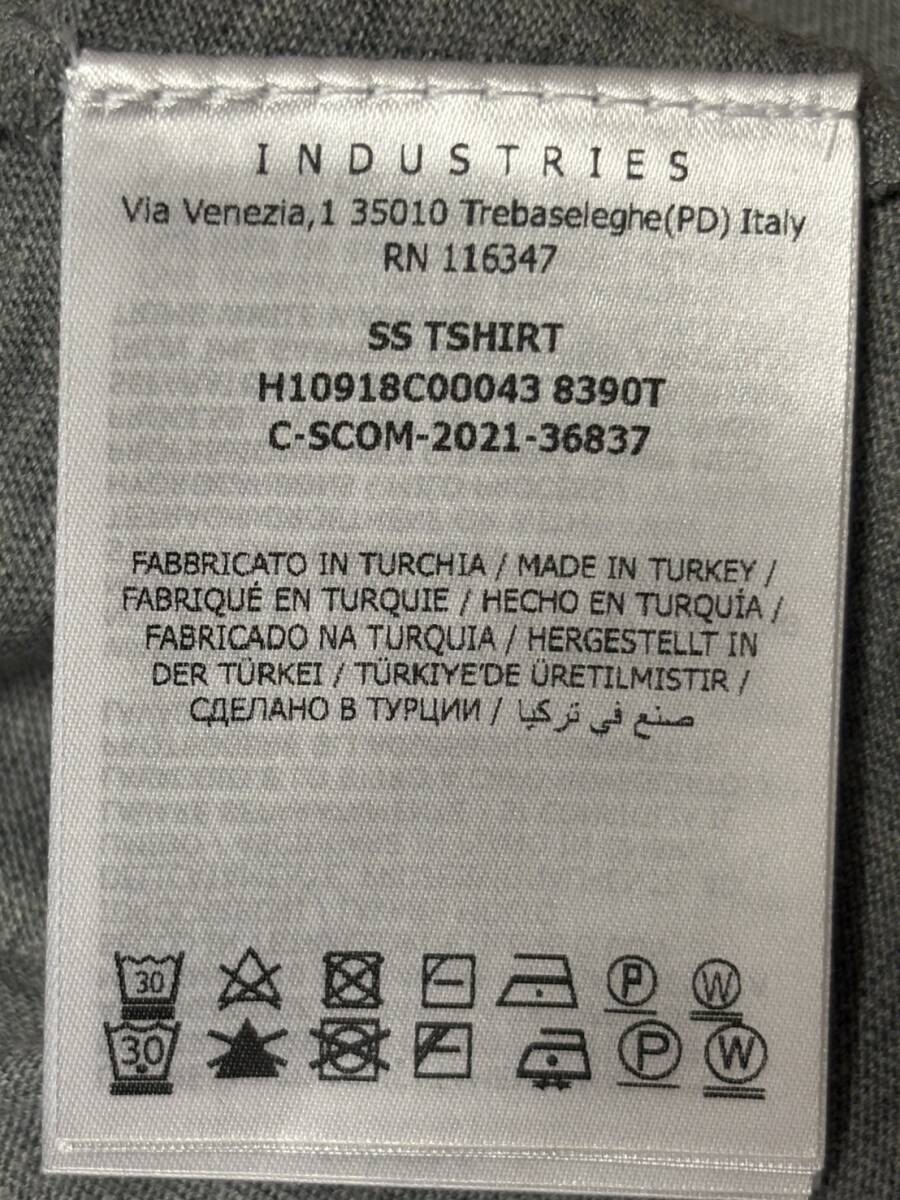 INDUSTRIES
Via Venezia,1 35010 Trebaseleghe(PD) Italy
RN 116347
SS TSHIRT
H10918C00043 8390T
C-SCOM-2021-36837
FABBRICATO IN TURCHIA / MADE IN TURKEY /
FABRIQUÉ EN TURQUIE / HECHO EN TURQUÍA /
FABRICADO NA TURQUIA / HERGESTELLT IN
DER TÜRKEI / TÜRKIYE'DE ÜRETILMISTIR /
СДЕЛАНО В ТУРЦИИ / صنع في تركيا
30 P W
30 P W